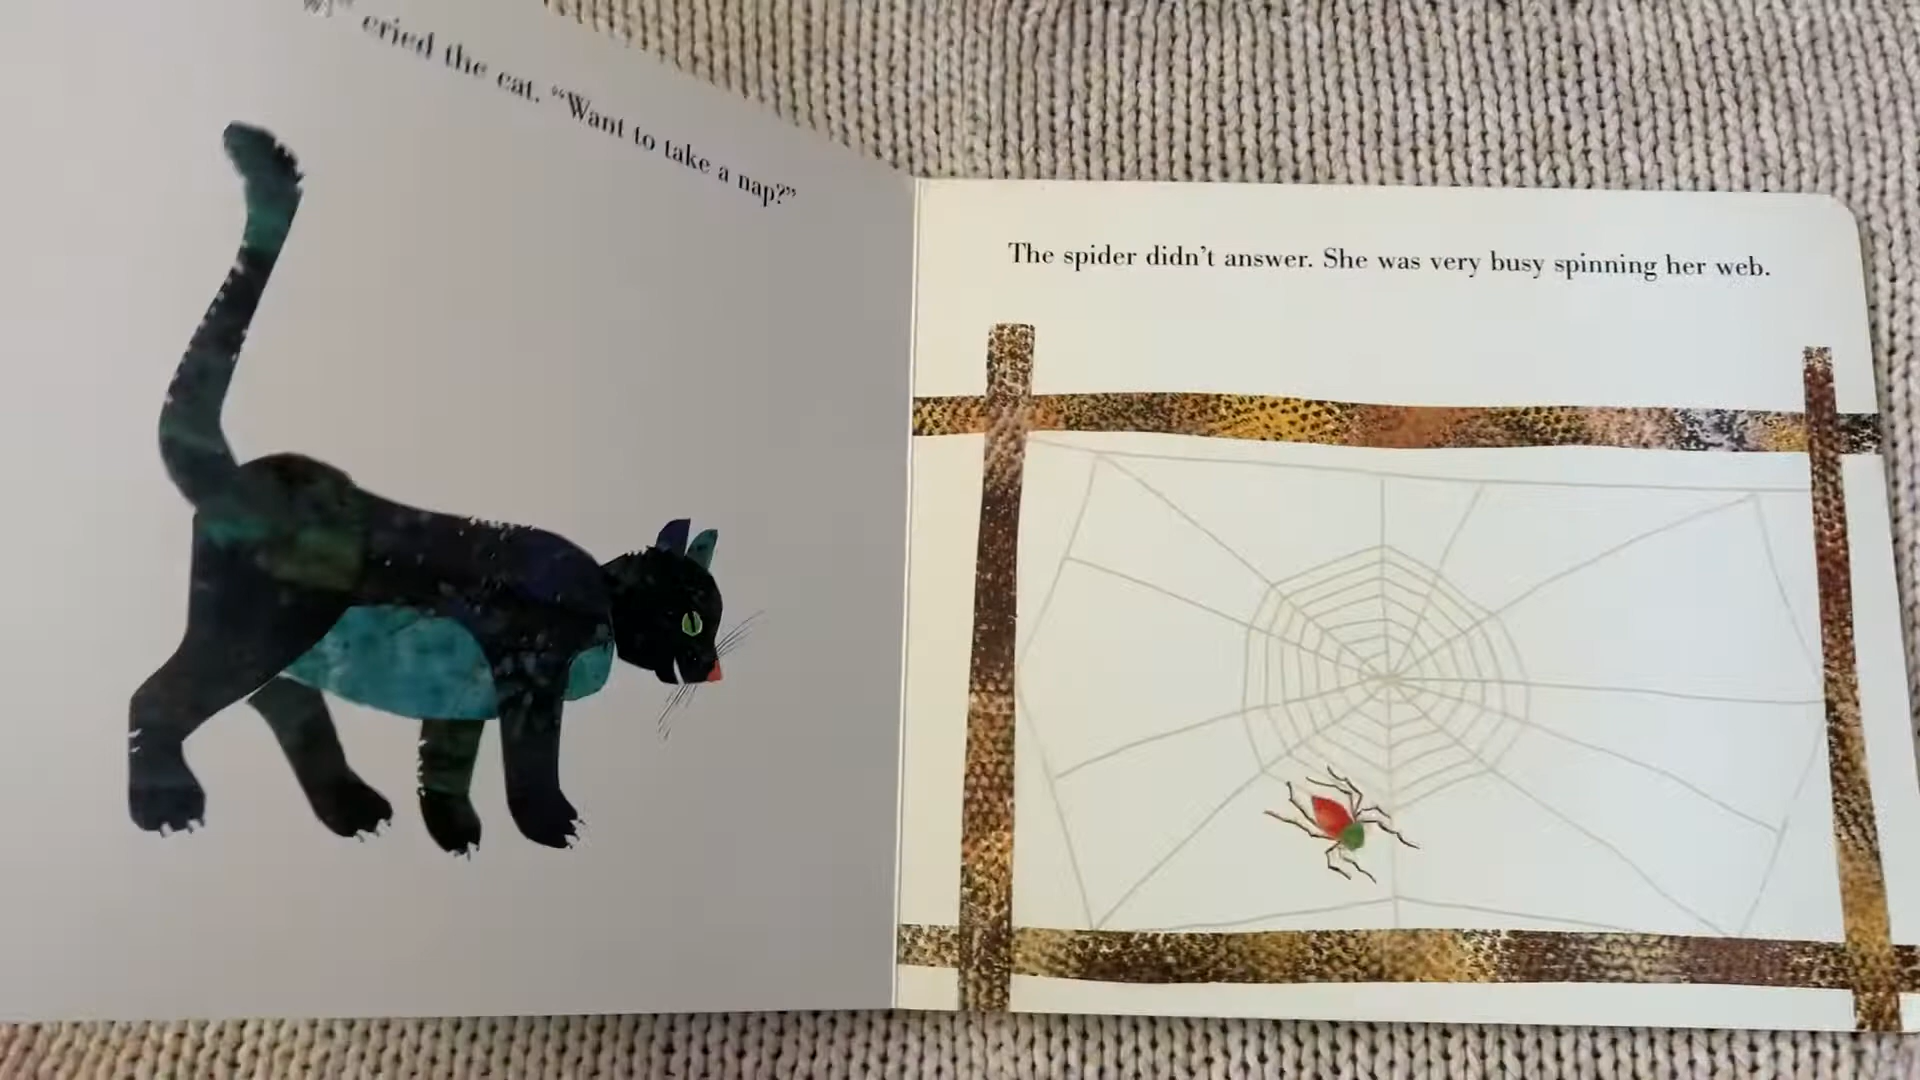 cried the cat. “Want to take a nap?”
The spider didn’t answer. She was very busy spinning her web.